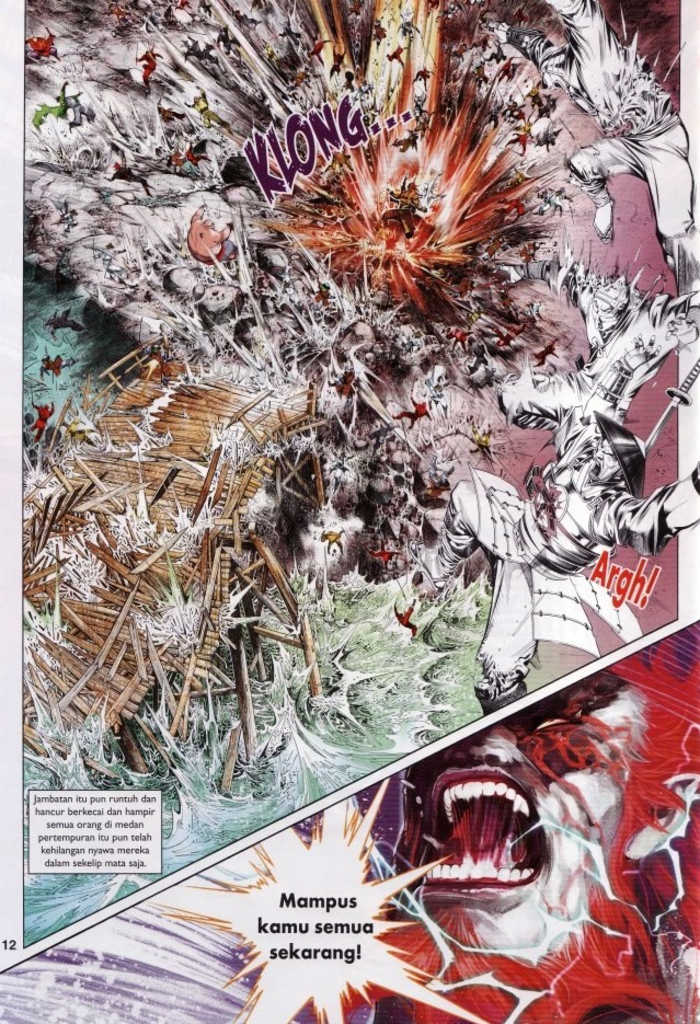 KLONG...
Argh!
Jambatan itu pun runtuh dan
hancur berkecai dan hampir
semua orang di medan
pertempuran itu pun telah
kehilangan nyawa mereka
dalam sekelip mata saja.
Mampus
kamu semua
sekarang!
12